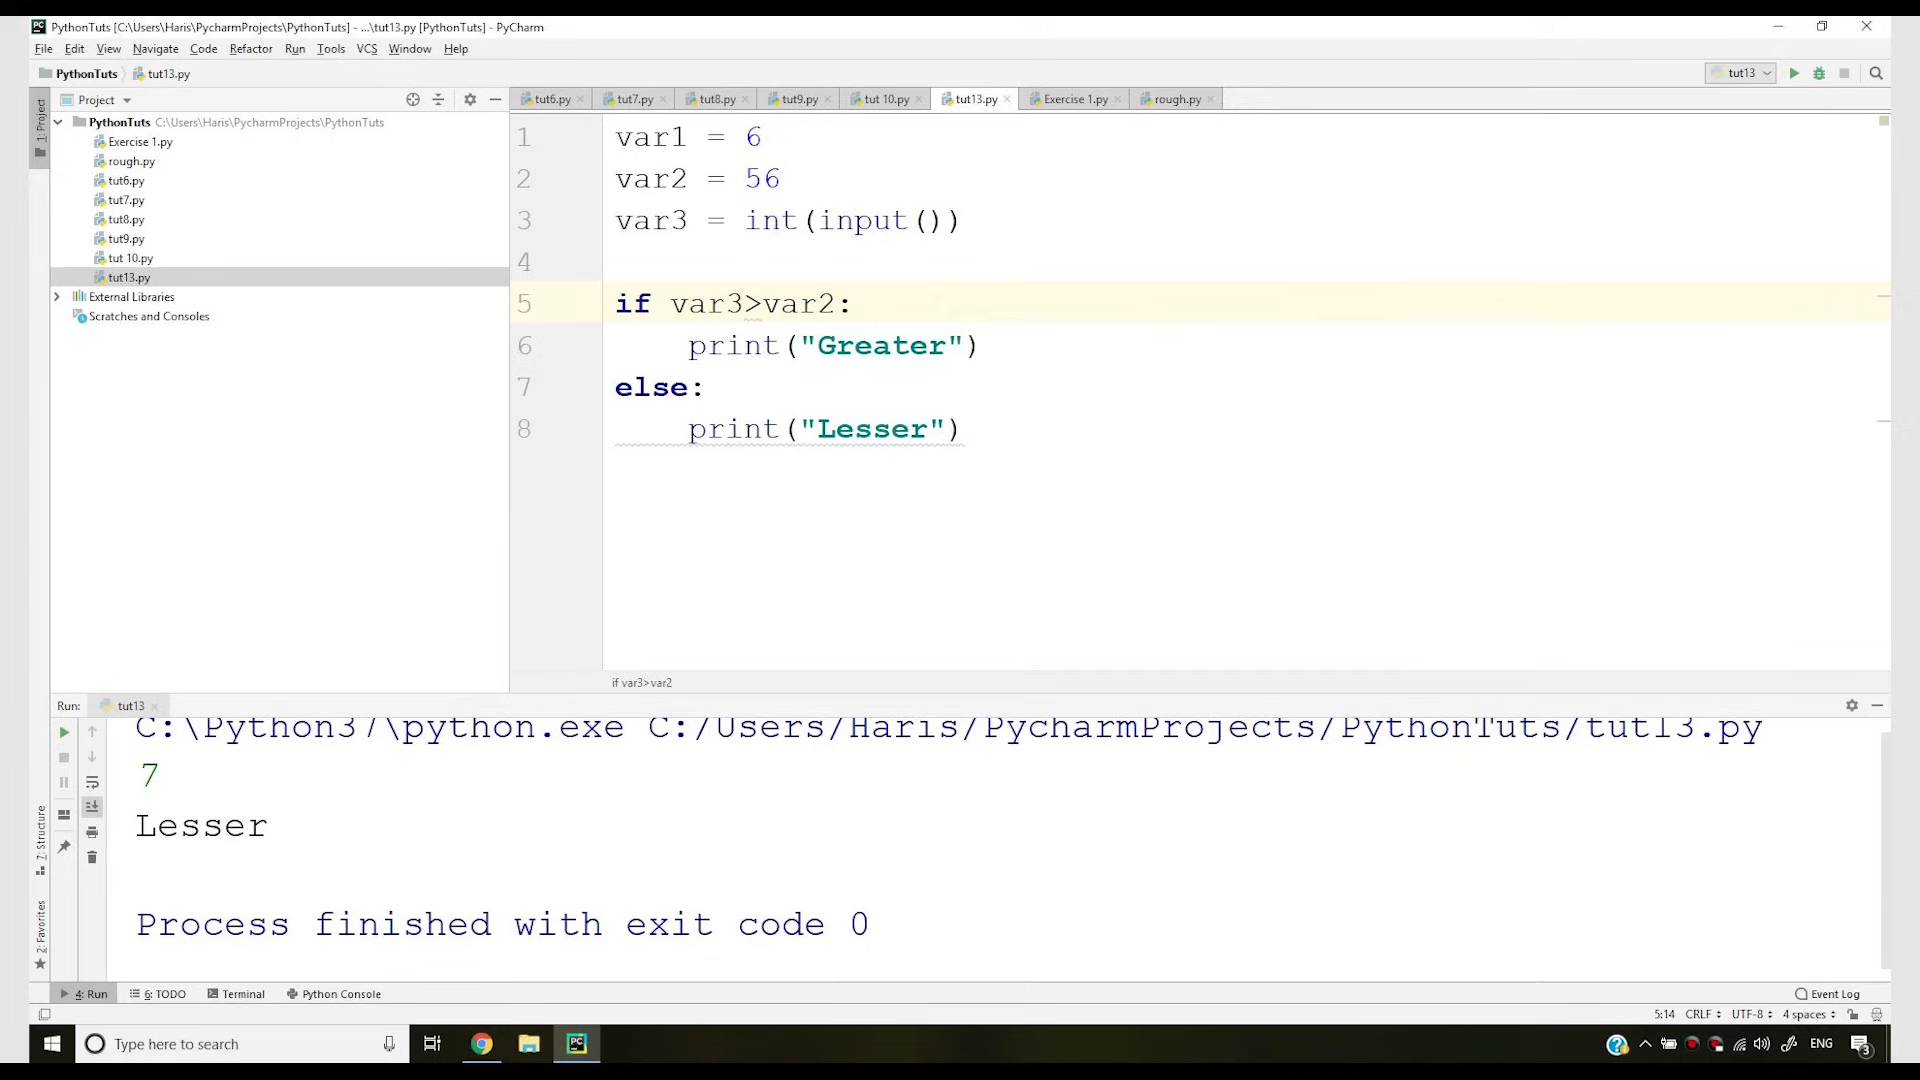 PythonTuts [C:\Users\Haris\PycharmProjects\PythonTuts] - ...\tut13.py [PythonTuts] - PyCharm
File Edit View Navigate Code Refactor Run Tools VCS Window Help
PythonTuts tut13.py
tut13
1: Project
Project
tut6.py tut7.py tut8.py tut9.py tut 10.py tut13.py Exercise 1.py rough.py
PythonTuts C:\Users\Haris\PycharmProjects\PythonTuts
Exercise 1.py
rough.py
tut6.py
tut7.py
tut8.py
tut9.py
tut 10.py
tut13.py
External Libraries
Scratches and Consoles
1 var1 = 6
2 var2 = 56
3 var3 = int(input())
4
5 if var3>var2:
6 print("Greater")
7 else:
8 print("Lesser")
if var3>var2
Run: tut13
C:\Python37\python.exe C:/Users/Haris/PycharmProjects/PythonTuts/tut13.py
7
Lesser
Process finished with exit code 0
7: Structure
2: Favorites
4: Run 6: TODO Terminal Python Console Event Log
5:14 CRLF UTF-8 4 spaces
Type here to search
ENG
3